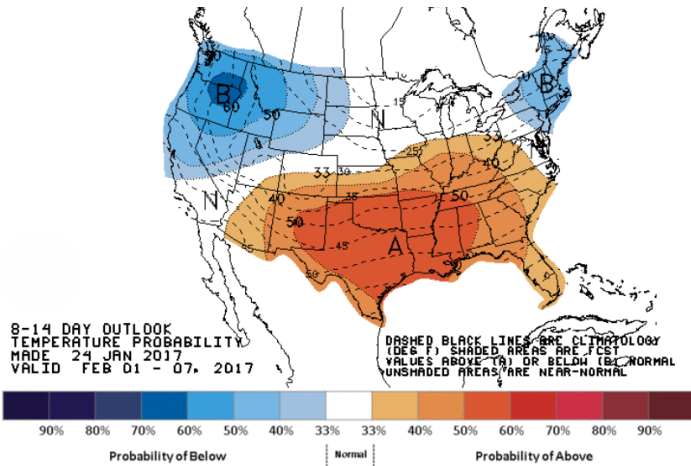 B
60
50
N
15
B
N
25
33
40
N
33
30
40
35
50
50
45
A
35
50
8-14 DAY OUTLOOK
TEMPERATURE PROBABILITY
MADE 24 JAN 2017
VALID FEB 01 - 07, 2017
DASHED BLACK LINES ARE CLIMATOLOGY
(DEG F) SHADED AREAS ARE FCST
VALUES ABOVE (A) OR BELOW (B) NORMAL
UNSHADED AREAS ARE NEAR-NORMAL
90% 80% 70% 60% 50% 40% 33% 33% 40% 50% 60% 70% 80% 90%
Probability of Below Normal Probability of Above